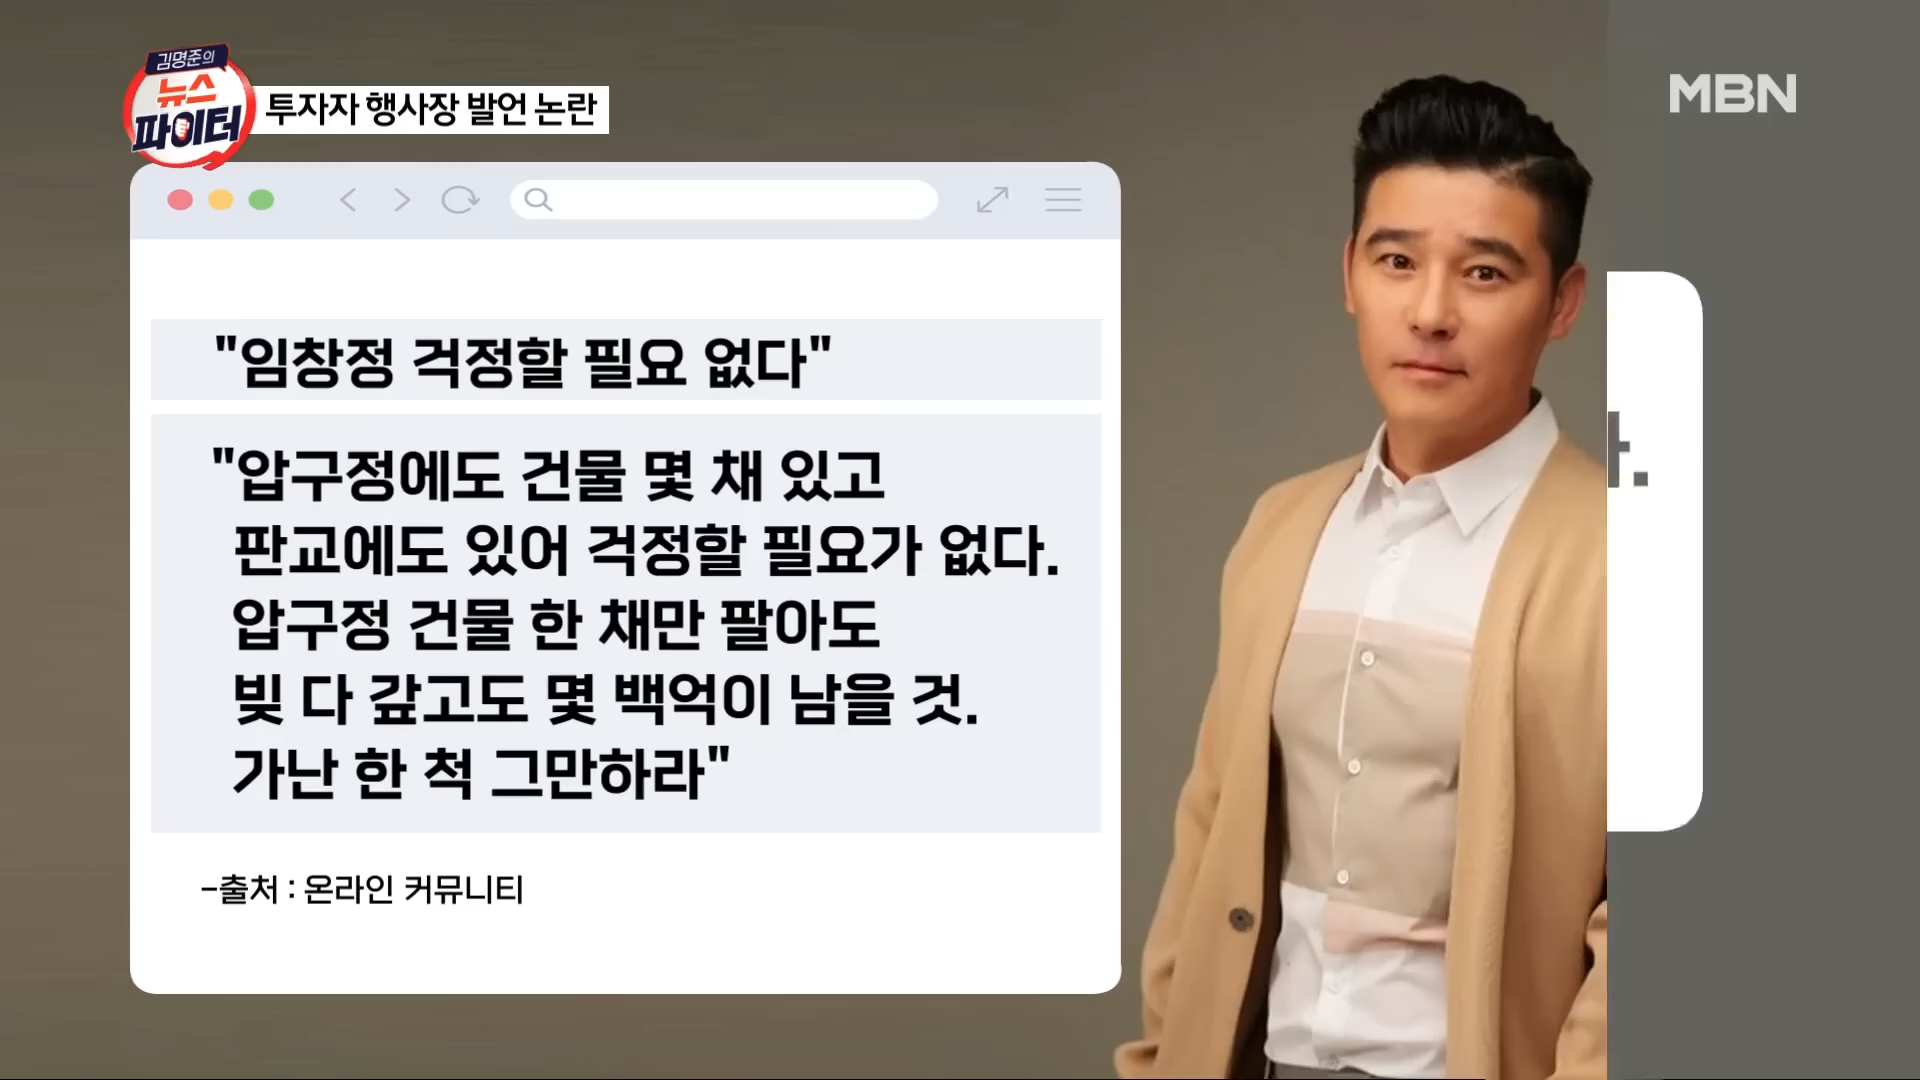 김명준의
뉴스
파이터
투자자 행사장 발언 논란
MBN
"임창정 걱정할 필요 없다"
"압구정에도 건물 몇 채 있고
판교에도 있어 걱정할 필요가 없다.
압구정 건물 한 채만 팔아도
빚 다 갚고도 몇 백억이 남을 것.
가난 한 척 그만하라"
-출처 : 온라인 커뮤니티